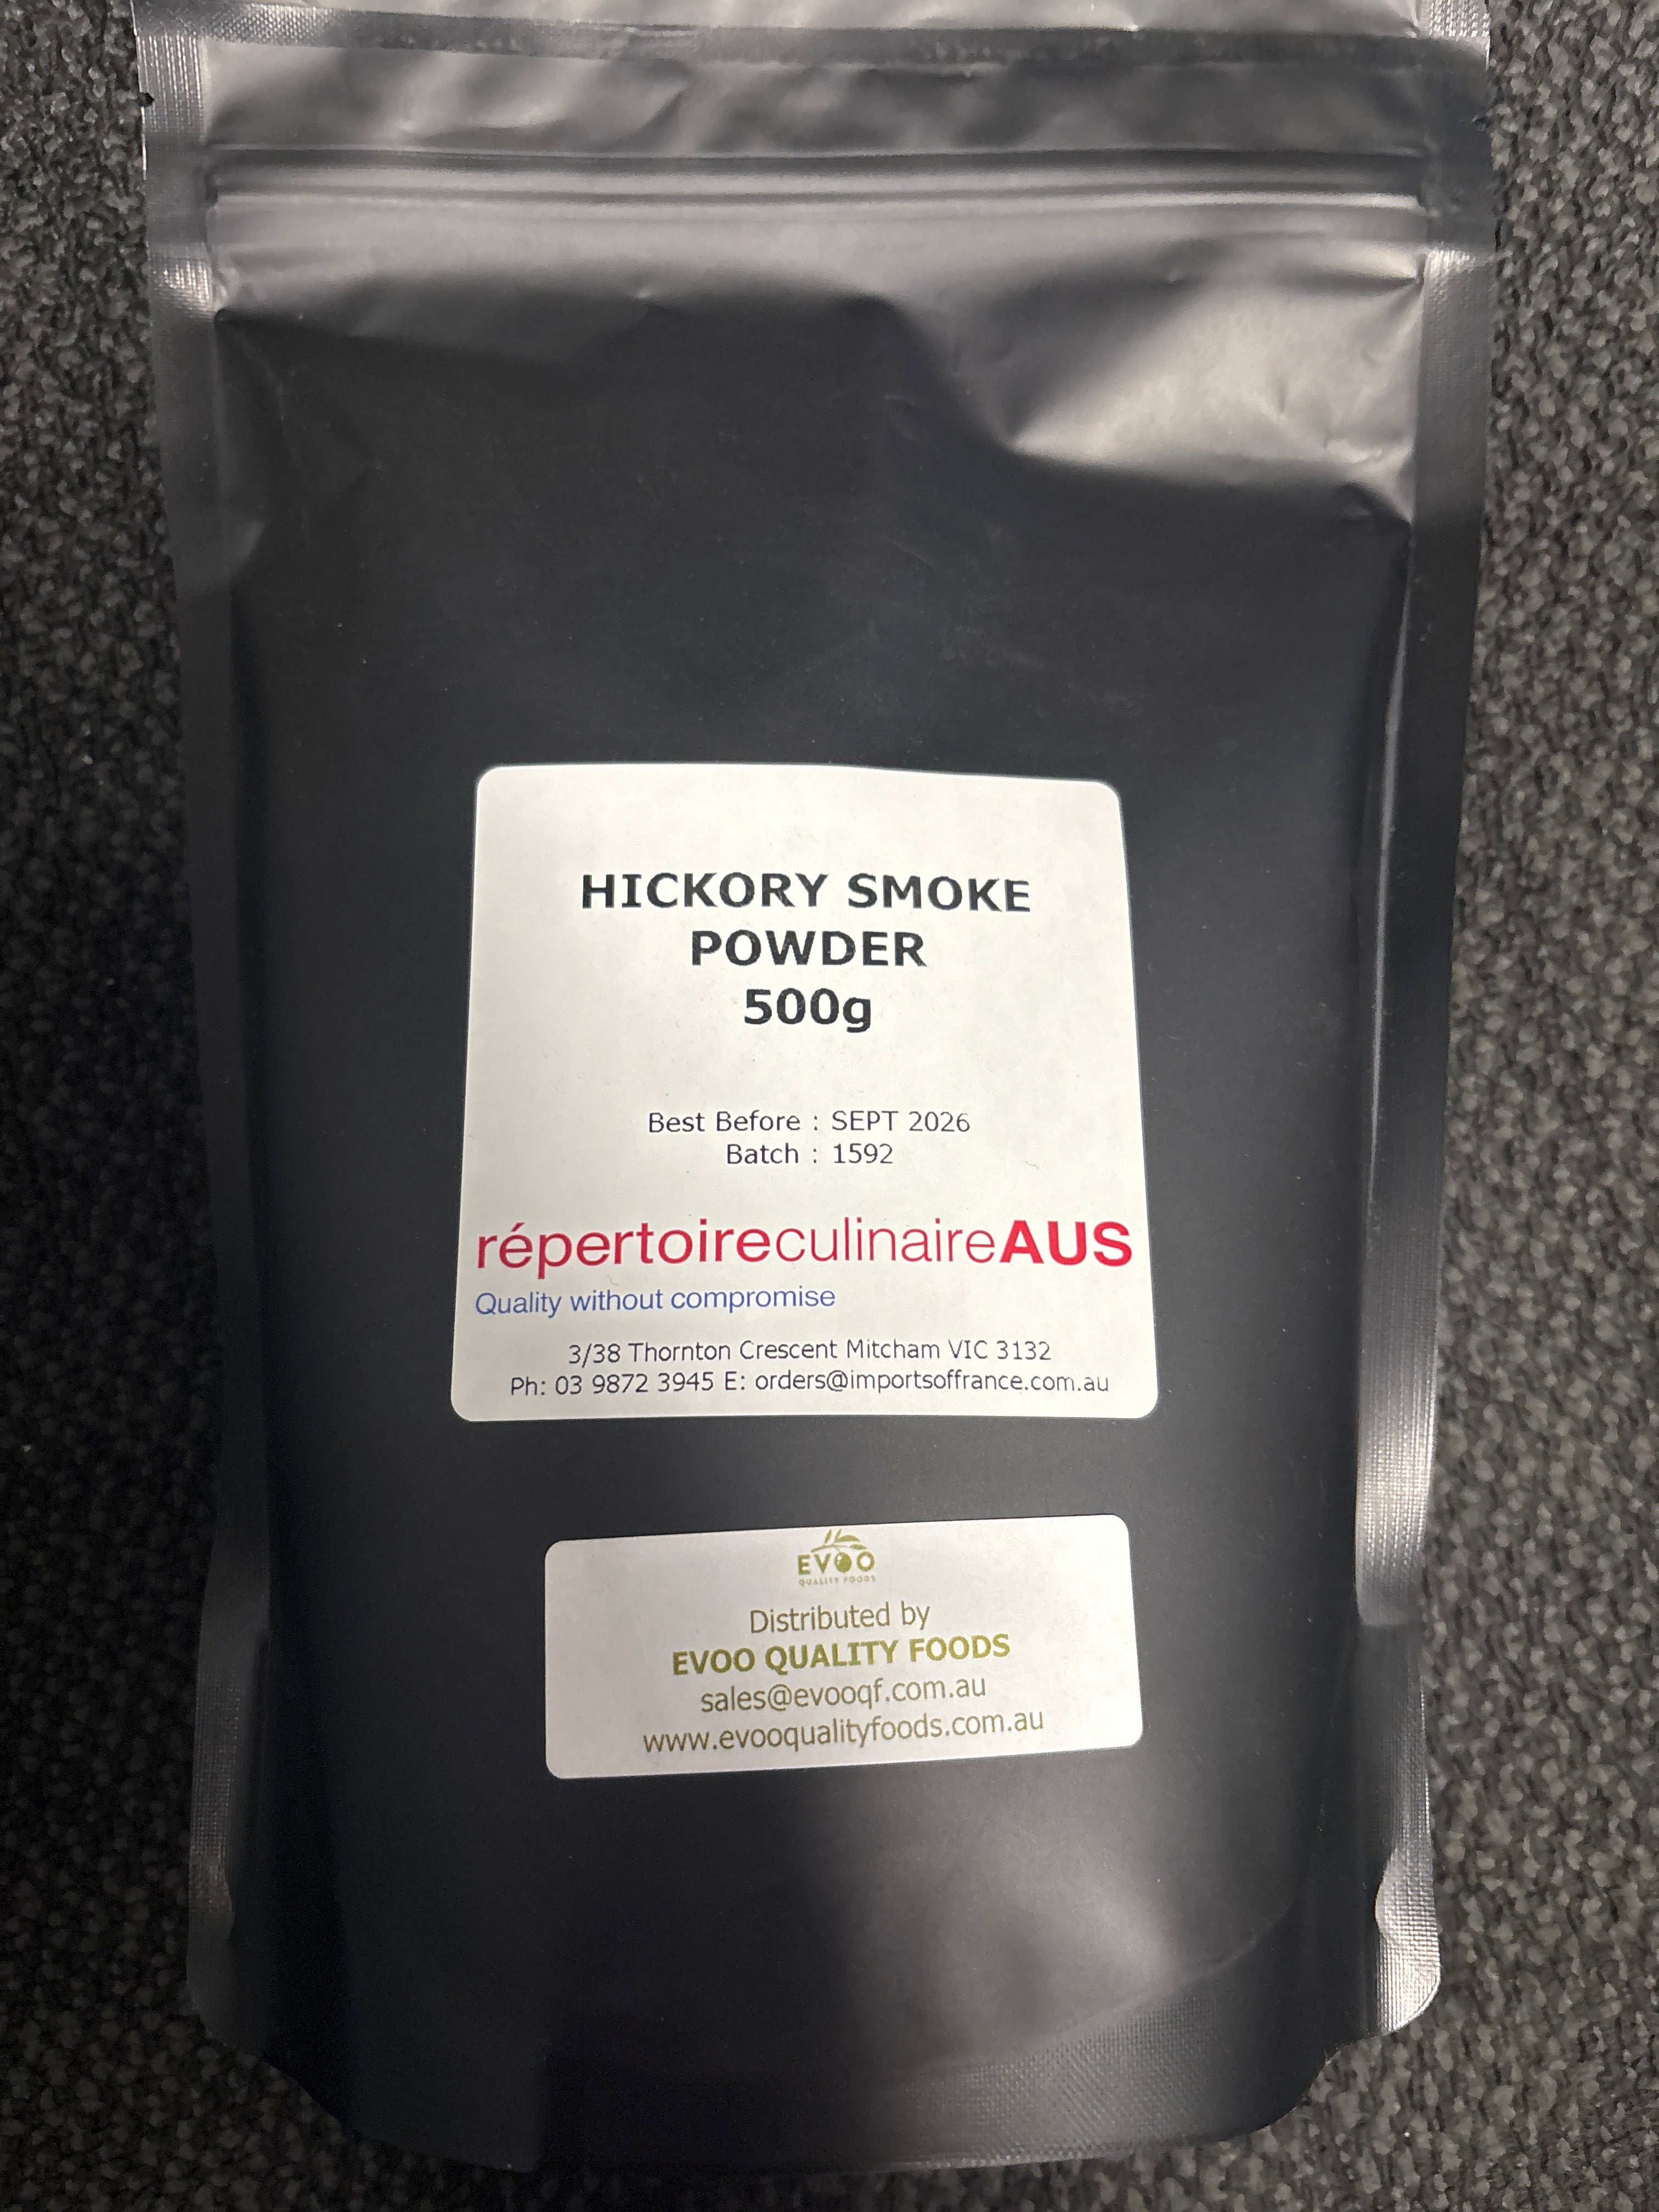 HICKORY SMOKE
POWDER
500g
Best Before : SEPT 2026
Batch : 1592
répertoireculinaireAUS
Quality without compromise
3/38 Thornton Crescent Mitcham VIC 3132
Ph: 03 9872 3945 E: orders@importsoffrance.com.au
EVOO
QUALITY FOODS
Distributed by
EVOO QUALITY FOODS
sales@evooqf.com.au
www.evooqualityfoods.com.au